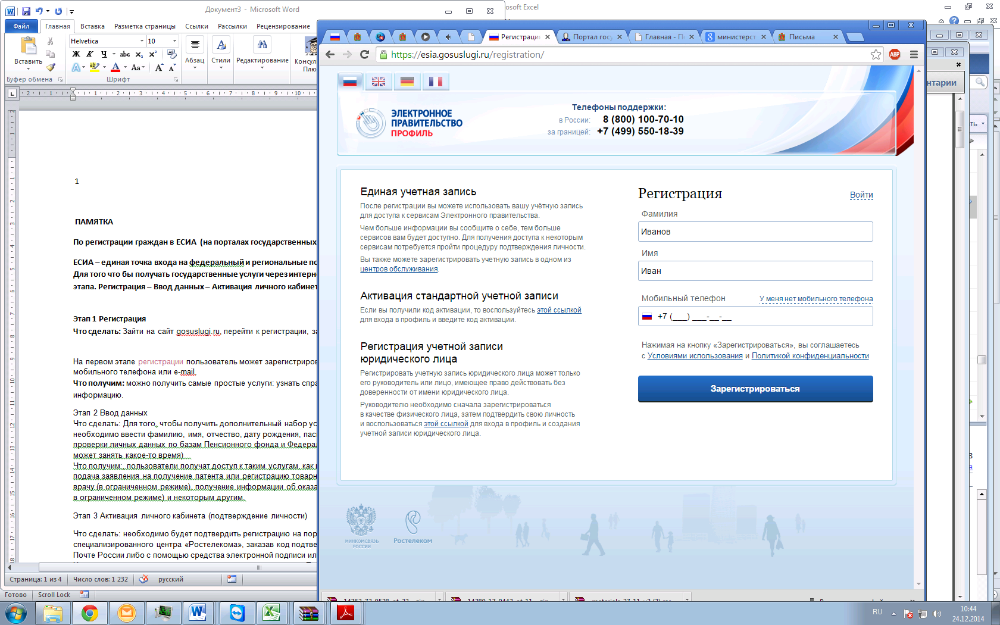 Документ3 - Microsoft Word
osoft Excel
Файл
Главная
Вставка
Разметка страницы
Ссылки
Рассылки
Рецензирование
Helvetica
10
Вставить
Буфер обмена
Ж К Ч abc x₂ x²
Aa
Шрифт
Абзац
Стили
Редактирование
Консул
Плю
1
ПАМЯТКА
По регистрации граждан в ЕСИА (на порталах государственных
ЕСИА – единая точка входа на федеральный и региональные по
Для того что бы получать государственные услуги через интерн
этапа. Регистрация – Ввод данных – Активация личного кабинет
Этап 1 Регистрация
Что сделать: Зайти на сайт gosuslugi.ru, перейти к регистрации, за
На первом этапе регистрации пользователь может зарегистриров
мобильного телефона или e-mail.
Что получим: можно получить самые простые услуги: узнать спра
информацию.
Этап 2 Ввод данных
Что сделать: Для того, чтобы получить дополнительный набор ус
необходимо ввести фамилию, имя, отчество, дату рождения, пас
проверки личных данных по базам Пенсионного фонда и Федерал
может занять какое-то время)
Что получим:, пользователи получат доступ к таким услугам, как
подача заявления на получение патента или регистрацию товарн
врачу (в ограниченном режиме), получение информации об оказа
в ограниченном режиме) и некоторым другим.
Этап 3 Активация личного кабинета (подтверждение личности)
Что сделать: необходимо будет подтвердить регистрацию на пор
специализированного центра «Ростелекома», заказав код подтве
Почте России либо с помощью средства электронной подписи ил
Страница: 1 из 4
Число слов: 1 232
русский
Готово
Scroll Lock
Регистрация
Портал госу
Главная - П
министерст
Письма
https://esia.gosuslugi.ru/registration/
ABP
ЭЛЕКТРОННОЕ
ПРАВИТЕЛЬСТВО
ПРОФИЛЬ
Телефоны поддержки:
в России: 8 (800) 100-70-10
за границей: +7 (499) 550-18-39
Единая учетная запись
После регистрации вы можете использовать вашу учётную запись
для доступа к сервисам Электронного правительства.
Чем больше информации вы сообщите о себе, тем больше
сервисов вам будет доступно. Для получения доступа к некоторым
сервисам потребуется пройти процедуру подтверждения личности.
Вы также можете зарегистрировать учетную запись в одном из
центров обслуживания.
Активация стандартной учетной записи
Если вы получили код активации, то воспользуйтесь этой ссылкой
для входа в профиль и введите код активации.
Регистрация учетной записи
юридического лица
Регистрировать учетную запись юридического лица может только
его руководитель или лицо, имеющее право действовать без
доверенности от имени юридического лица.
Руководителю необходимо сначала зарегистрироваться
в качестве физического лица, затем подтвердить свою личность
и воспользоваться этой ссылкой для входа в профиль и создания
учетной записи юридического лица.
Регистрация
Войти
Фамилия
Иванов
Имя
Иван
Мобильный телефон
У меня нет мобильного телефона
+7 (___) ___-__-__
Нажимая на кнопку «Зарегистрироваться», вы соглашаетесь
с Условиями использования и Политикой конфиденциальности
Зарегистрироваться
МИНКОМСВЯЗЬ
РОССИИ
Ростелеком
нтарии
ть
RU
10:44
24.12.2014